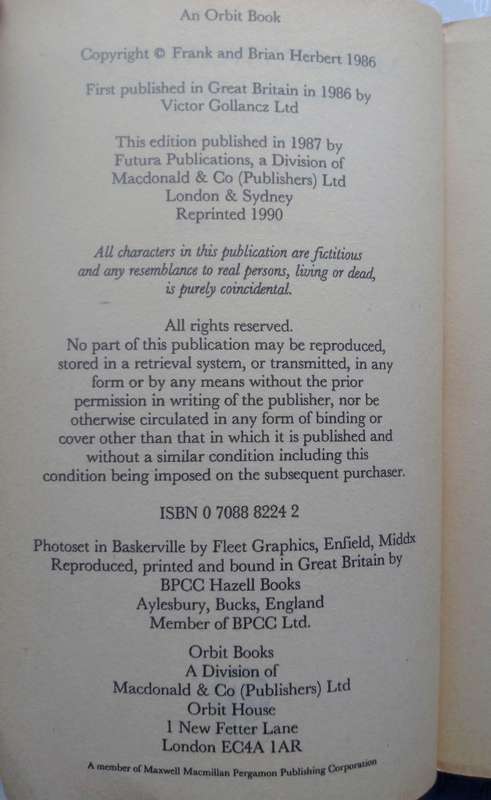 An Orbit Book
Copyright © Frank and Brian Herbert 1986
First published in Great Britain in 1986 by
Victor Gollancz Ltd
This edition published in 1987 by
Futura Publications, a Division of
Macdonald & Co (Publishers) Ltd
London & Sydney
Reprinted 1990
All characters in this publication are fictitious
and any resemblance to real persons, living or dead,
is purely coincidental.
All rights reserved.
No part of this publication may be reproduced,
stored in a retrieval system, or transmitted, in any
form or by any means without the prior
permission in writing of the publisher, nor be
otherwise circulated in any form of binding or
cover other than that in which it is published and
without a similar condition including this
condition being imposed on the subsequent purchaser.
ISBN 0 7088 8224 2
Photoset in Baskerville by Fleet Graphics, Enfield, Middx
Reproduced, printed and bound in Great Britain by
BPCC Hazell Books
Aylesbury, Bucks, England
Member of BPCC Ltd.
Orbit Books
A Division of
Macdonald & Co (Publishers) Ltd
Orbit House
1 New Fetter Lane
London EC4A 1AR
A member of Maxwell Macmillan Pergamon Publishing Corporation